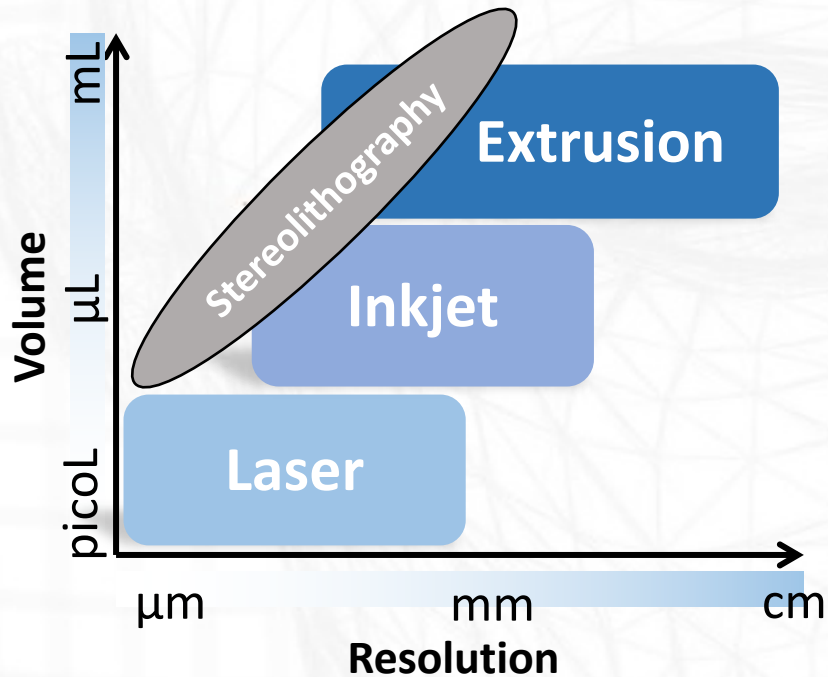 mL
Stereolithography
Extrusion
Volume
µL
Inkjet
Laser
picoL
µm
mm
cm
Resolution